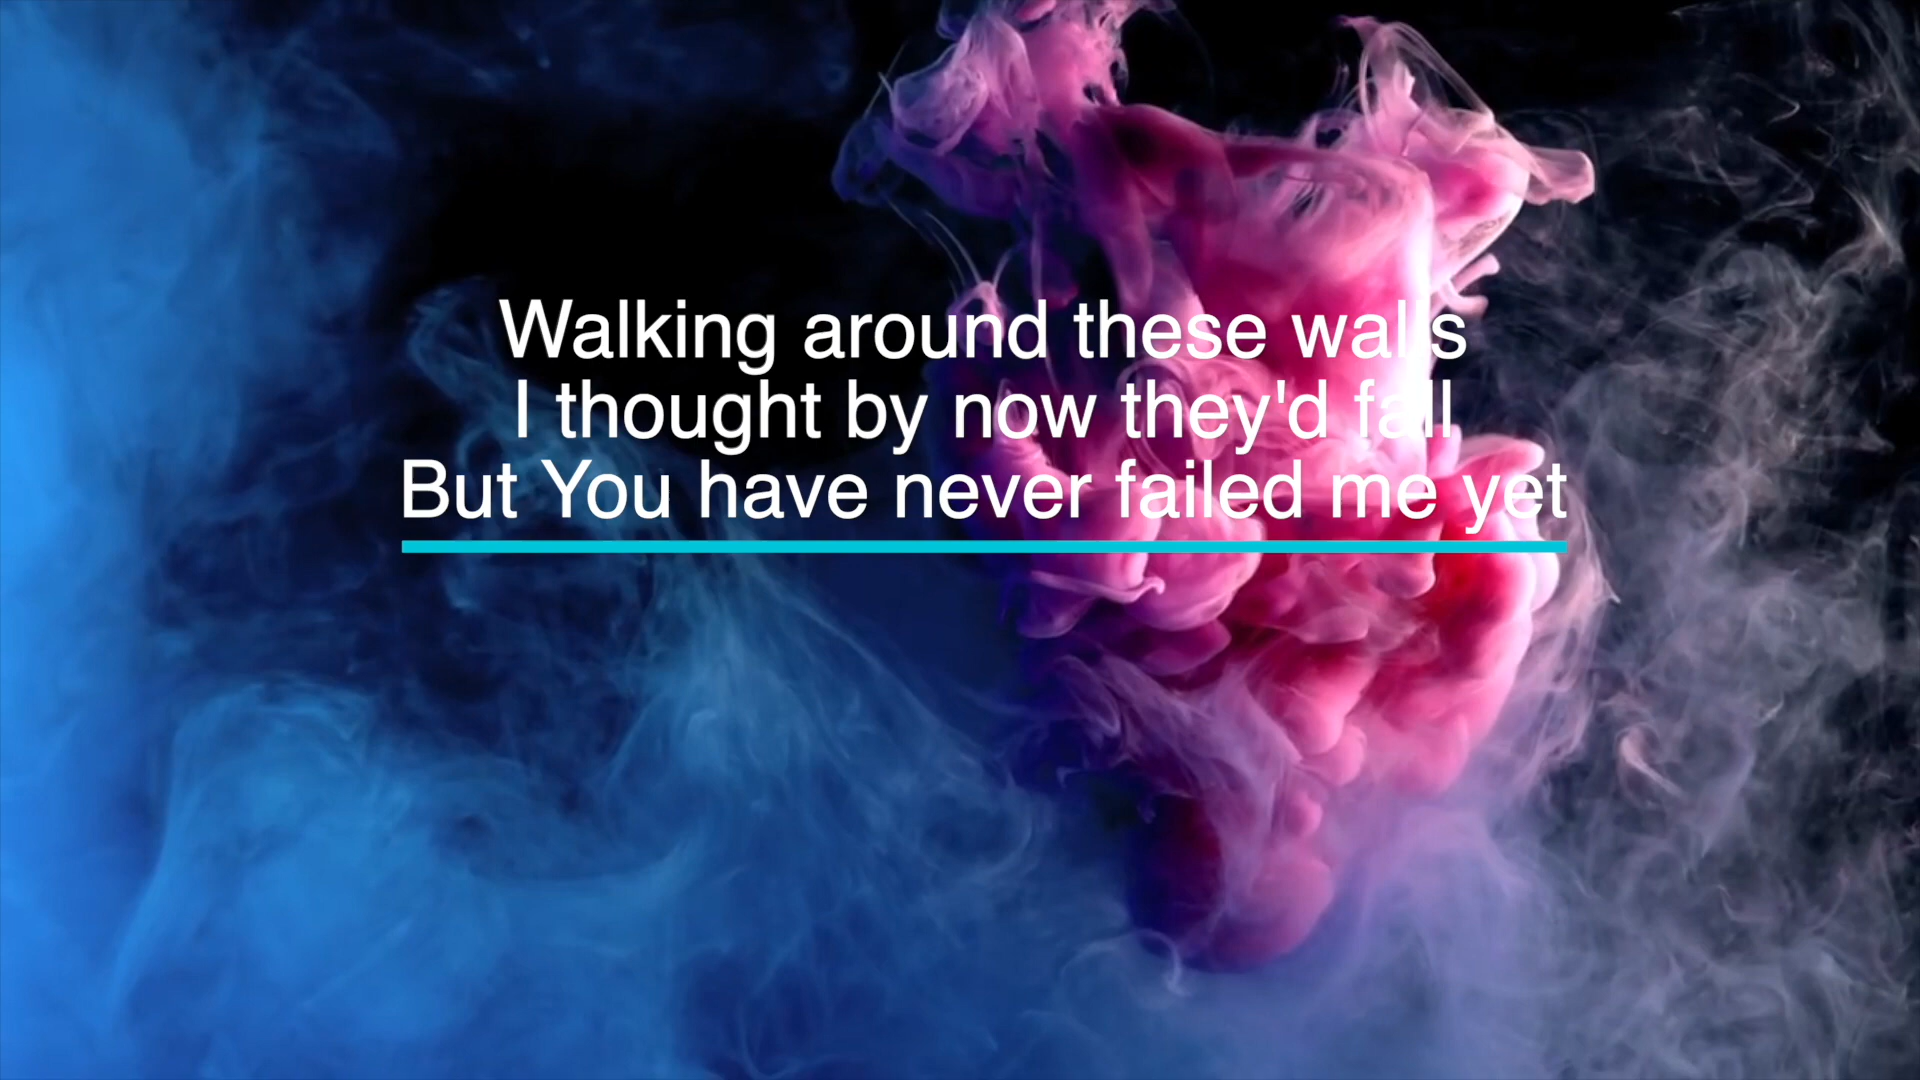 Walking around these walls
I thought by now they'd fall
But You have never failed me yet